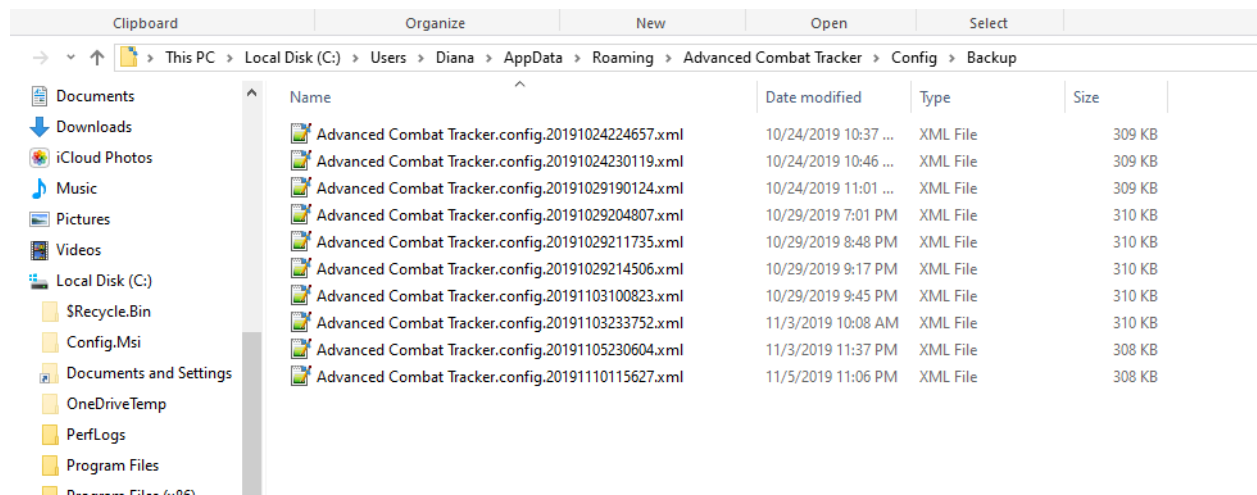 Clipboard Organize New Open Select
This PC > Local Disk (C:) > Users > Diana > AppData > Roaming > Advanced Combat Tracker > Config > Backup
Documents
Downloads
iCloud Photos
Music
Pictures
Videos
Local Disk (C:)
$Recycle.Bin
Config.Msi
Documents and Settings
OneDriveTemp
PerfLogs
Program Files
Program Files (x86)
Name Date modified Type Size
Advanced Combat Tracker.config.20191024224657.xml 10/24/2019 10:37 ... XML File 309 KB
Advanced Combat Tracker.config.20191024230119.xml 10/24/2019 10:46 ... XML File 309 KB
Advanced Combat Tracker.config.20191029190124.xml 10/24/2019 11:01 ... XML File 309 KB
Advanced Combat Tracker.config.20191029204807.xml 10/29/2019 7:01 PM XML File 310 KB
Advanced Combat Tracker.config.20191029211735.xml 10/29/2019 8:48 PM XML File 310 KB
Advanced Combat Tracker.config.20191029214506.xml 10/29/2019 9:17 PM XML File 310 KB
Advanced Combat Tracker.config.20191103100823.xml 10/29/2019 9:45 PM XML File 310 KB
Advanced Combat Tracker.config.20191103233752.xml 11/3/2019 10:08 AM XML File 310 KB
Advanced Combat Tracker.config.20191105230604.xml 11/3/2019 11:37 PM XML File 308 KB
Advanced Combat Tracker.config.20191110115627.xml 11/5/2019 11:06 PM XML File 308 KB